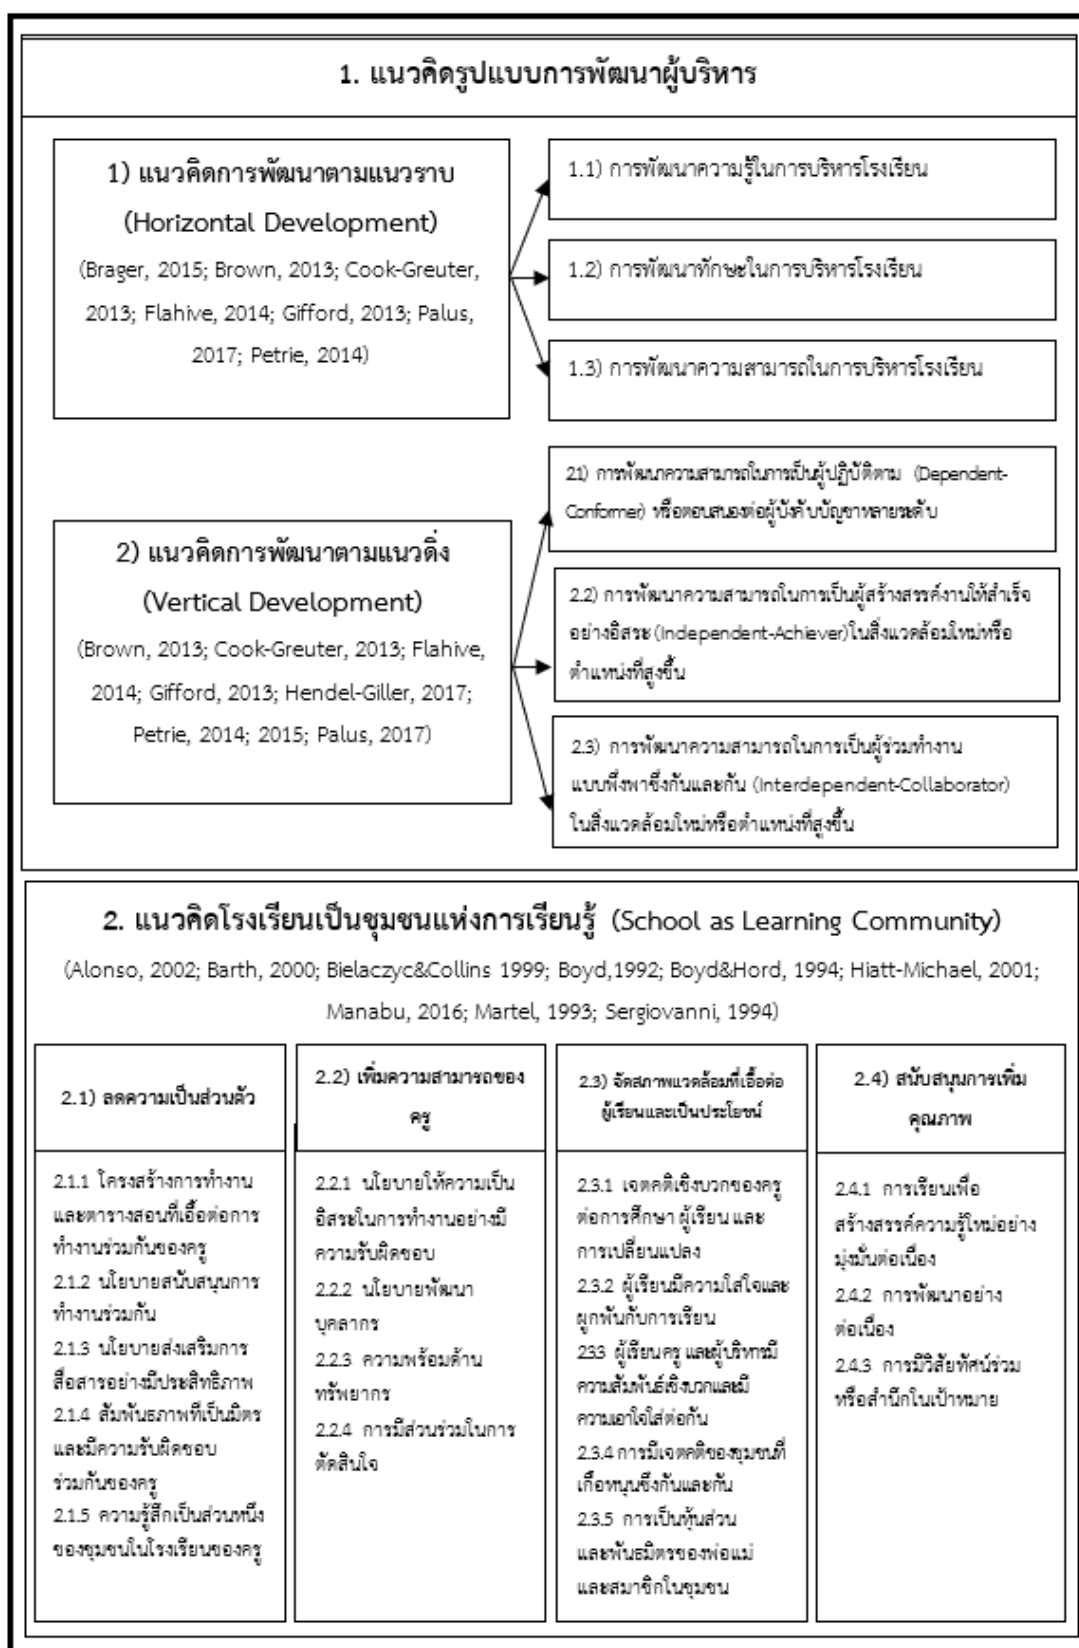 1. แนวคิดรูปแบบการพัฒนาผู้บริหาร
1) แนวคิดการพัฒนาตามแนวราบ
(Horizontal Development)
(Brager, 2015; Brown, 2013; Cook-Greuter,
2013; Flahive, 2014; Gifford, 2013; Palus,
2017; Petrie, 2014)
1.1) การพัฒนาความรู้ในการบริหารโรงเรียน
1.2) การพัฒนาทักษะในการบริหารโรงเรียน
1.3) การพัฒนาความสามารถในการบริหารโรงเรียน
2) แนวคิดการพัฒนาตามแนวดิ่ง
(Vertical Development)
(Brown, 2013; Cook-Greuter, 2013; Flahive,
2014; Gifford, 2013; Hendel-Giller, 2017;
Petrie, 2014; 2015; Palus, 2017)
2.1) การพัฒนาความสามารถในการเป็นผู้ปฏิบัติตาม (Dependent-
Conformer) หรือตอบสนองต่อผู้บังคับบัญชาหลายระดับ
2.2) การพัฒนาความสามารถในการเป็นผู้สร้างสรรค์งานให้สำเร็จ
อย่างอิสระ (Independent-Achiever)ในสิ่งแวดล้อมใหม่หรือ
ตำแหน่งที่สูงขึ้น
2.3) การพัฒนาความสามารถในการเป็นผู้ร่วมทำงาน
แบบพึ่งพาซึ่งกันและกัน (Interdependent-Collaborator)
ในสิ่งแวดล้อมใหม่หรือตำแหน่งที่สูงขึ้น
2. แนวคิดโรงเรียนเป็นชุมชนแห่งการเรียนรู้ (School as Learning Community)
(Alonso, 2002; Barth, 2000; Bielaczyc&Collins 1999; Boyd,1992; Boyd&Hord, 1994; Hiatt-Michael, 2001;
Manabu, 2016; Martel, 1993; Sergiovanni, 1994)
2.1) ลดความเป็นส่วนตัว
2.1.1 โครงสร้างการทำงาน
และตารางสอนที่เอื้อต่อการ
ทำงานร่วมกันของครู
2.1.2 นโยบายสนับสนุนการ
ทำงานร่วมกัน
2.1.3 นโยบายส่งเสริมการ
สื่อสารอย่างมีประสิทธิภาพ
2.1.4 สัมพันธภาพที่เป็นมิตร
และมีความรับผิดชอบ
ร่วมกันของครู
2.1.5 ความรู้สึกเป็นส่วนหนึ่ง
ของชุมชนในโรงเรียนของครู
2.2) เพิ่มความสามารถของ
ครู
2.2.1 นโยบายให้ความเป็น
อิสระในการทำงานอย่างมี
ความรับผิดชอบ
2.2.2 นโยบายพัฒนา
บุคลากร
2.2.3 ความพร้อมด้าน
ทรัพยากร
2.2.4 การมีส่วนร่วมในการ
ตัดสินใจ
2.3) จัดสภาพแวดล้อมที่เอื้อต่อ
ผู้เรียนและเป็นประโยชน์
2.3.1 เจตคติเชิงบวกของครู
ต่อการศึกษา ผู้เรียน และ
การเปลี่ยนแปลง
2.3.2 ผู้เรียนมีความใส่ใจและ
ผูกพันกับการเรียน
2.3.3 ผู้เรียน ครู และผู้บริหารมี
ความสัมพันธ์เชิงบวกและมี
ความเอาใจใส่ต่อกัน
2.3.4 การมีเจตคติของชุมชนที่
เกื้อหนุนซึ่งกันและกัน
2.3.5 การเป็นหุ้นส่วน
และพันธมิตรของพ่อแม่
และสมาชิกในชุมชน
2.4) สนับสนุนการเพิ่ม
คุณภาพ
2.4.1 การเรียนเพื่อ
สร้างสรรค์ความรู้ใหม่อย่าง
มุ่งมั่นต่อเนื่อง
2.4.2 การพัฒนาอย่าง
ต่อเนื่อง
2.4.3 การมีวิสัยทัศน์ร่วม
หรือสำนึกในเป้าหมาย